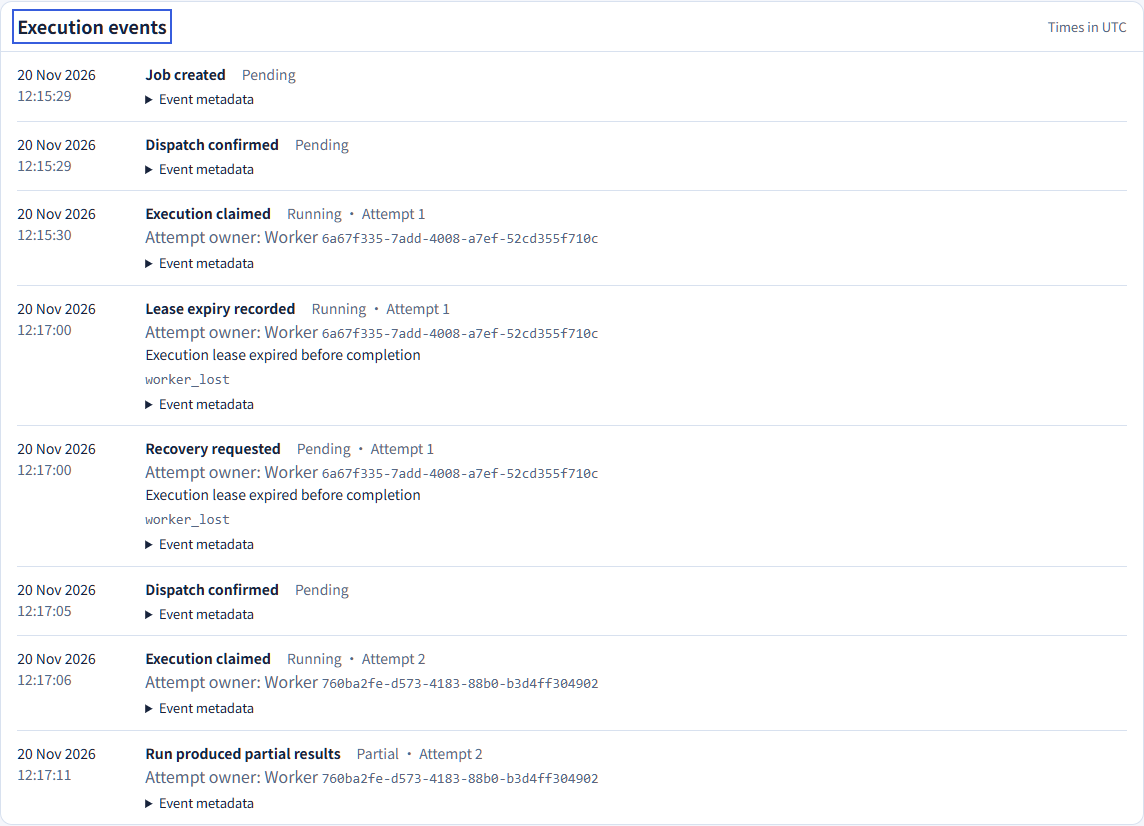 Execution events
Times in UTC
20 Nov 2026
12:15:29
Job created Pending
▶ Event metadata
20 Nov 2026
12:15:29
Dispatch confirmed Pending
▶ Event metadata
20 Nov 2026
12:15:30
Execution claimed Running • Attempt 1
Attempt owner: Worker 6a67f335-7add-4008-a7ef-52cd355f710c
▶ Event metadata
20 Nov 2026
12:17:00
Lease expiry recorded Running • Attempt 1
Attempt owner: Worker 6a67f335-7add-4008-a7ef-52cd355f710c
Execution lease expired before completion
worker_lost
▶ Event metadata
20 Nov 2026
12:17:00
Recovery requested Pending • Attempt 1
Attempt owner: Worker 6a67f335-7add-4008-a7ef-52cd355f710c
Execution lease expired before completion
worker_lost
▶ Event metadata
20 Nov 2026
12:17:05
Dispatch confirmed Pending
▶ Event metadata
20 Nov 2026
12:17:06
Execution claimed Running • Attempt 2
Attempt owner: Worker 760ba2fe-d573-4183-88b0-b3d4ff304902
▶ Event metadata
20 Nov 2026
12:17:11
Run produced partial results Partial • Attempt 2
Attempt owner: Worker 760ba2fe-d573-4183-88b0-b3d4ff304902
▶ Event metadata